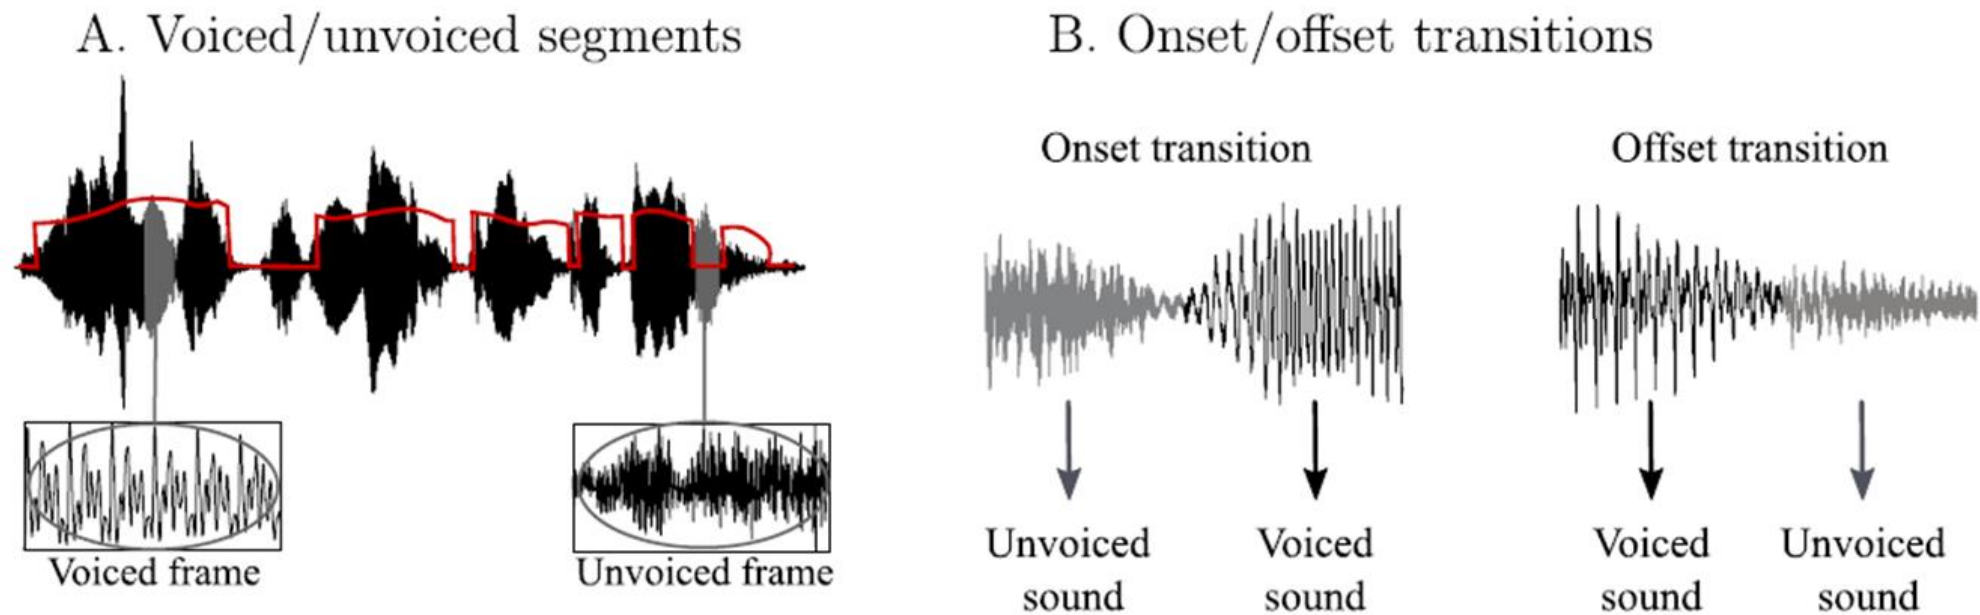 A. Voiced/unvoiced segments
Voiced frame
Unvoiced frame
B. Onset/offset transitions
Onset transition
Offset transition
Unvoiced
sound
Voiced
sound
Voiced
sound
Unvoiced
sound